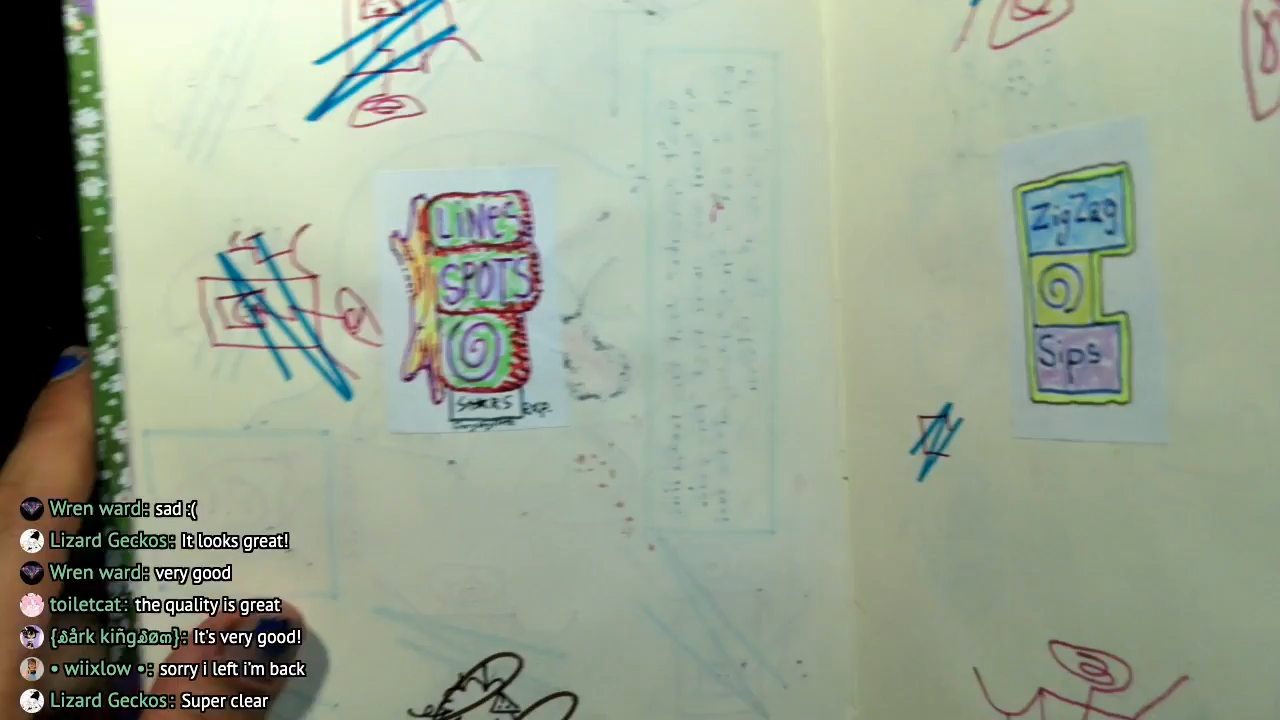 LINES
SPOTS
ZigZag
Sips
Wren ward: sad :(
Lizard Geckos: It looks great!
Wren ward: very good
toiletcat: the quality is great
It's very good!
• wiixlow •: sorry i left i'm back
Lizard Geckos: Super clear